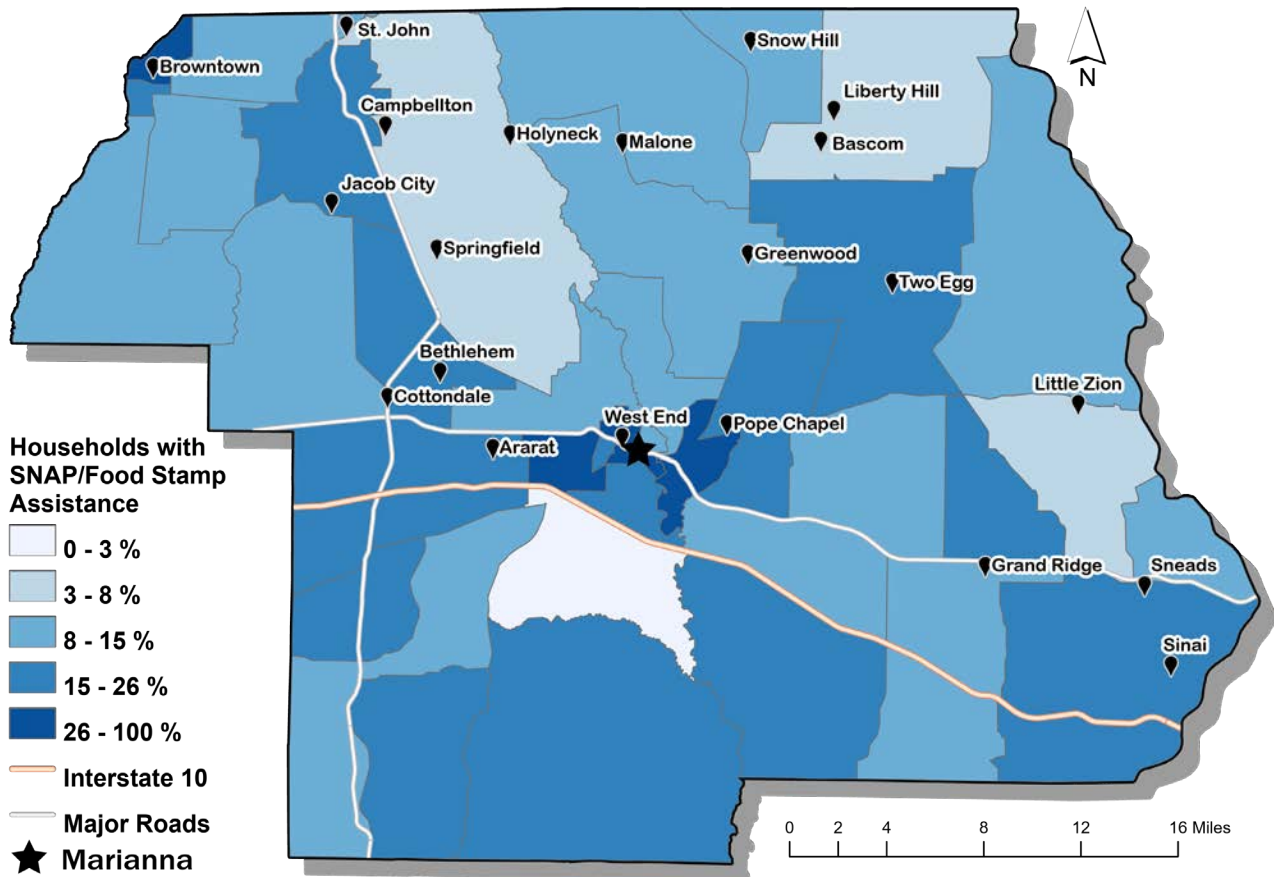 St. John
Snow Hill
N
Browntown
Liberty Hill
Campbellton
Holyneck
Malone
Bascom
Jacob City
Springfield
Greenwood
Two Egg
Bethlehem
Little Zion
Cottondale
West End
Pope Chapel
Ararat
Households with
SNAP/Food Stamp
Assistance
0 - 3 %
3 - 8 %
8 - 15 %
15 - 26 %
26 - 100 %
Interstate 10
Major Roads
Marianna
Grand Ridge
Sneads
Sinai
0 2 4 8 12 16 Miles